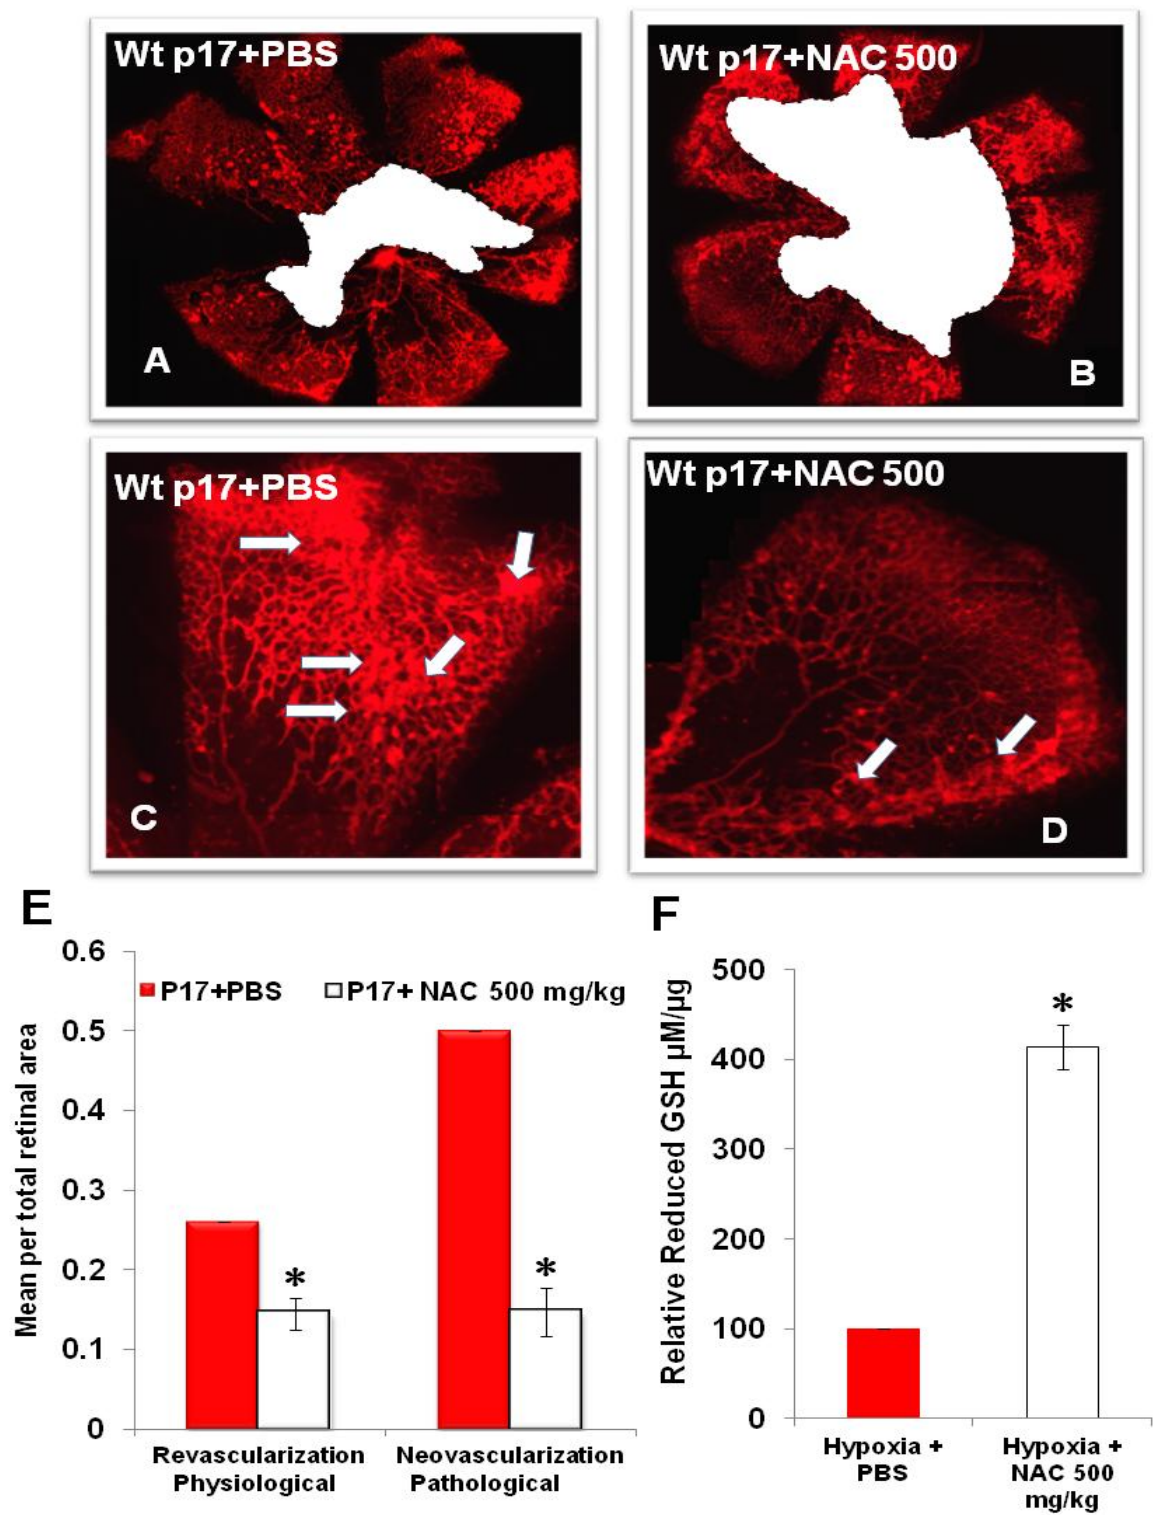 Wt p17+PBS
A
Wt p17+NAC 500
B
Wt p17+PBS
C
Wt p17+NAC 500
D
E
Mean per total retinal area
0.6
0.5
0.4
0.3
0.2
0.1
0
P17+PBS
P17+ NAC 500 mg/kg
*
*
Revascularization
Physiological
Neovascularization
Pathological
F
Relative Reduced GSH µM/µg
500
400
300
200
100
0
*
Hypoxia +
PBS
Hypoxia +
NAC 500
mg/kg